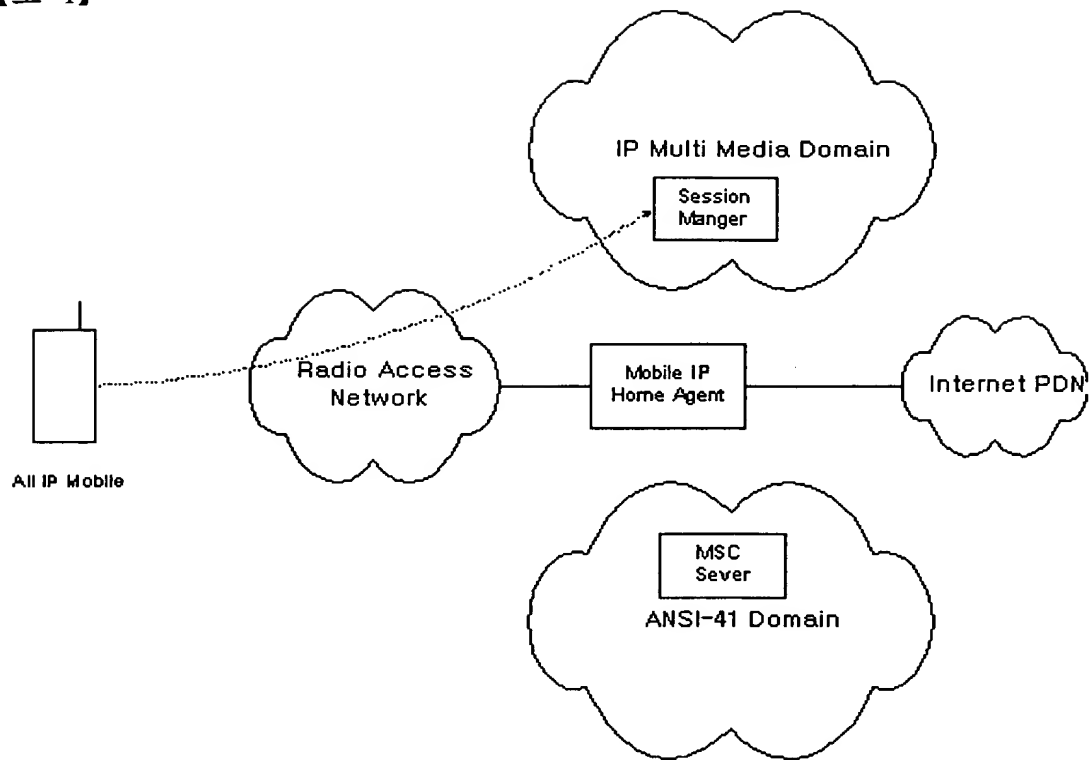 IP Multi Media Domain
Session
Manger
Radio Access
Network
Mobile IP
Home Agent
Internet PDN
All IP Mobile
MSC
Sever
ANSI-41 Domain